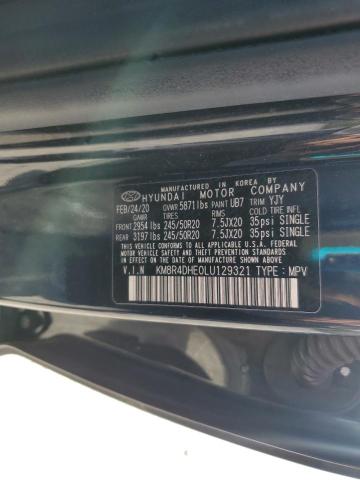 MANUFACTURED IN KOREA BY
HYUNDAI MOTOR COMPANY
FEB/24/20 GVWR 5871lbs PAINT UB7 TRIM YJY
GAWR TIRES RIMS COLD TIRE INFL
FRONT 2954 lbs 245/50R20 7.5JX20 35psi SINGLE
REAR 3197 lbs 245/50R20 7.5JX20 35psi SINGLE
THIS VEHICLE CONFORMS TO ALL APPLICABLE U.S.
FEDERAL MOTOR VEHICLE SAFETY STANDARDS IN
EFFECT ON THE DATE OF MANUFACTURE SHOWN ABOVE.
V.I.N KM8R4DHE0LU129321 TYPE : MPV